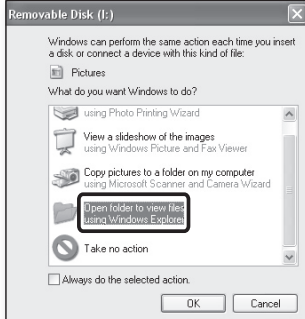 Removable Disk (I:)
Windows can perform the same action each time you insert
a disk or connect a device with this kind of file:
Pictures
What do you want Windows to do?
using Photo Printing Wizard
View a slideshow of the images
using Windows Picture and Fax Viewer
Copy pictures to a folder on my computer
using Microsoft Scanner and Camera Wizard
Open folder to view files
using Windows Explorer
Take no action
Always do the selected action.
OK
Cancel